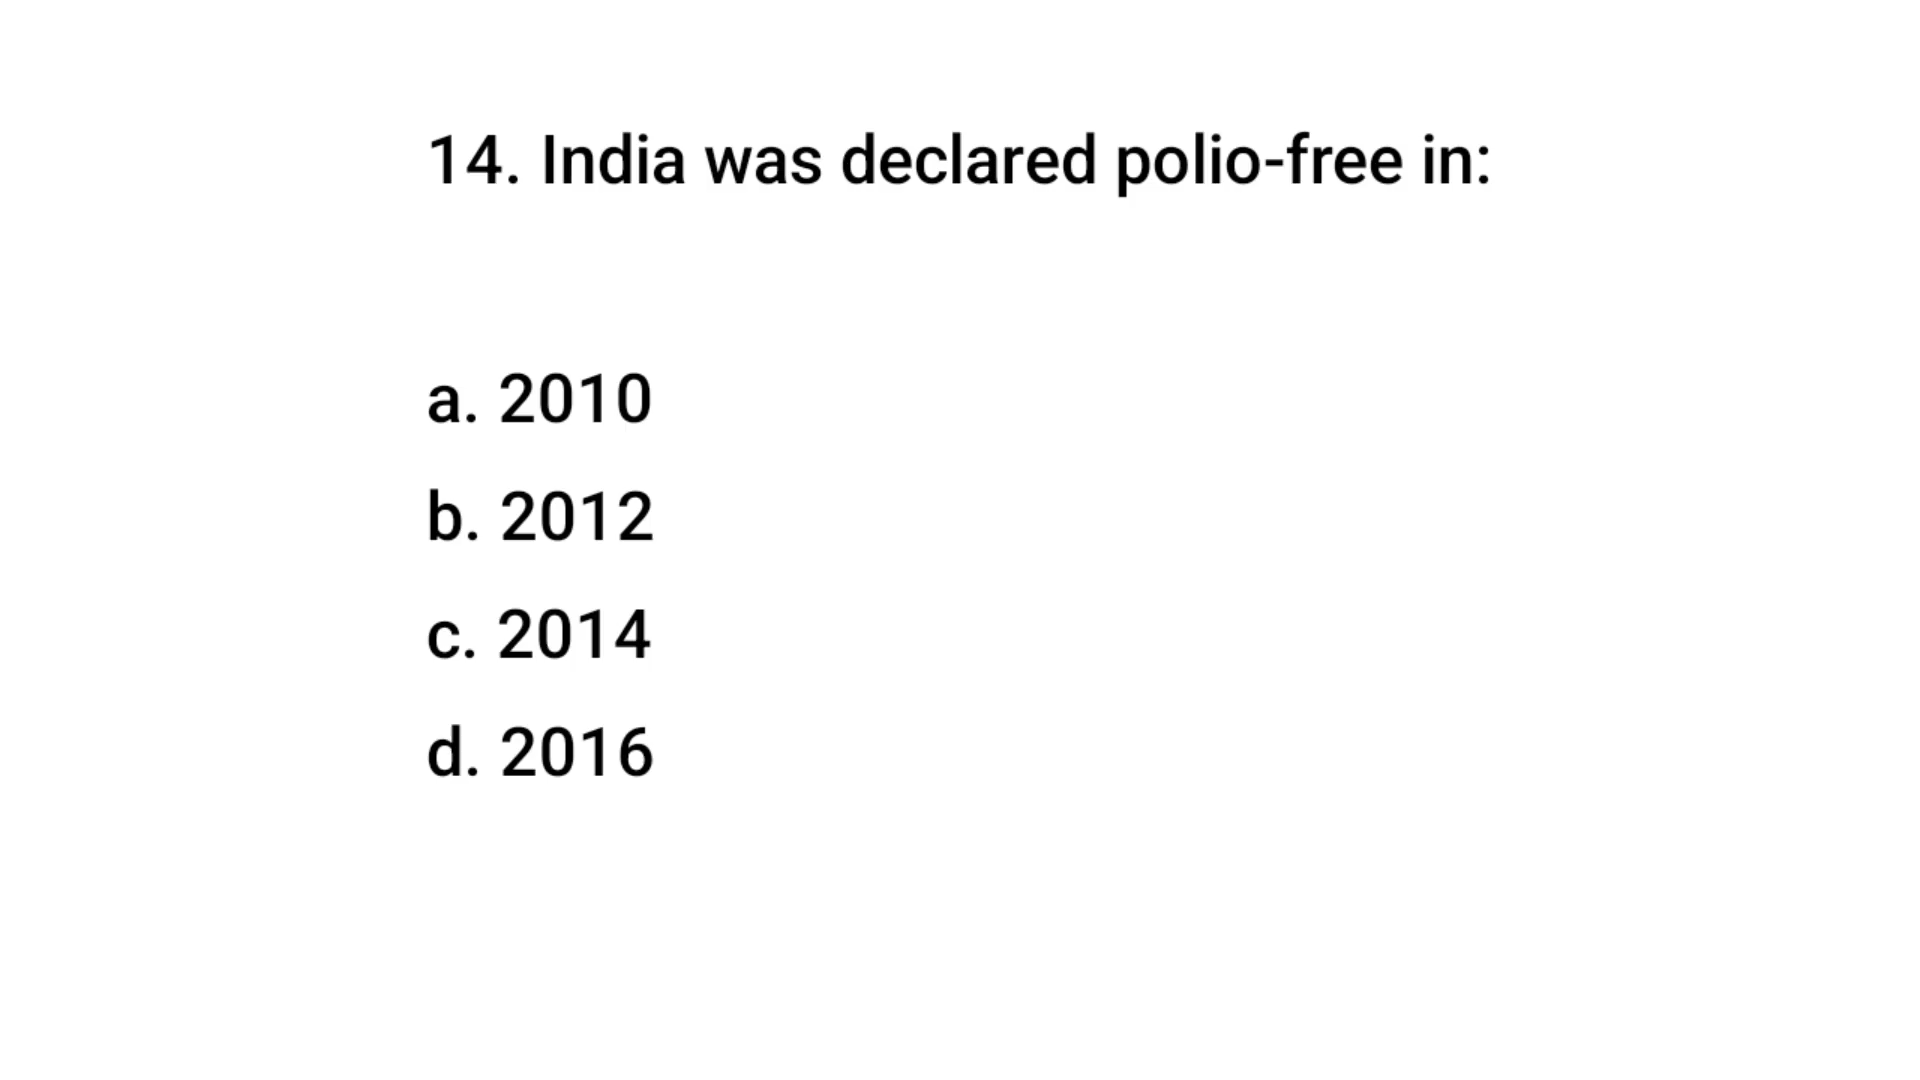 14. India was declared polio-free in:
a. 2010
b. 2012
c. 2014
d. 2016